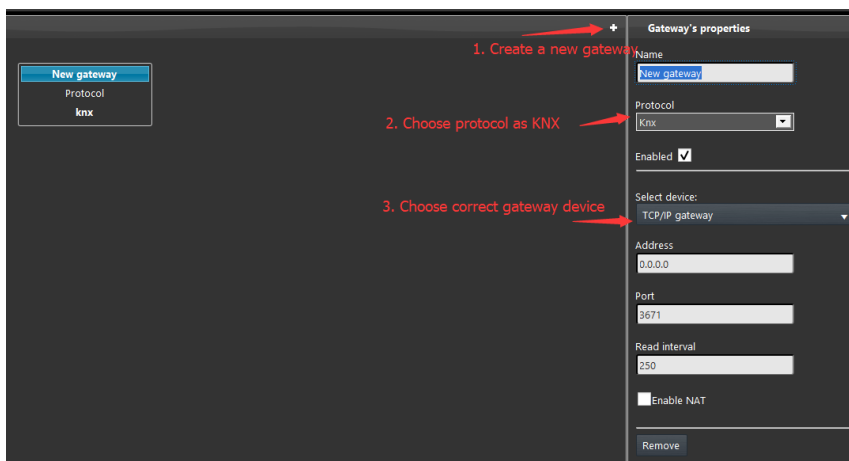 +
Gateway's properties
1. Create a new gateway
Name
New gateway
New gateway
Protocol
knx
Protocol
2. Choose protocol as KNX
Knx
Enabled
Select device:
3. Choose correct gateway device
TCP/IP gateway
Address
0.0.0.0
Port
3671
Read interval
250
Enable NAT
Remove